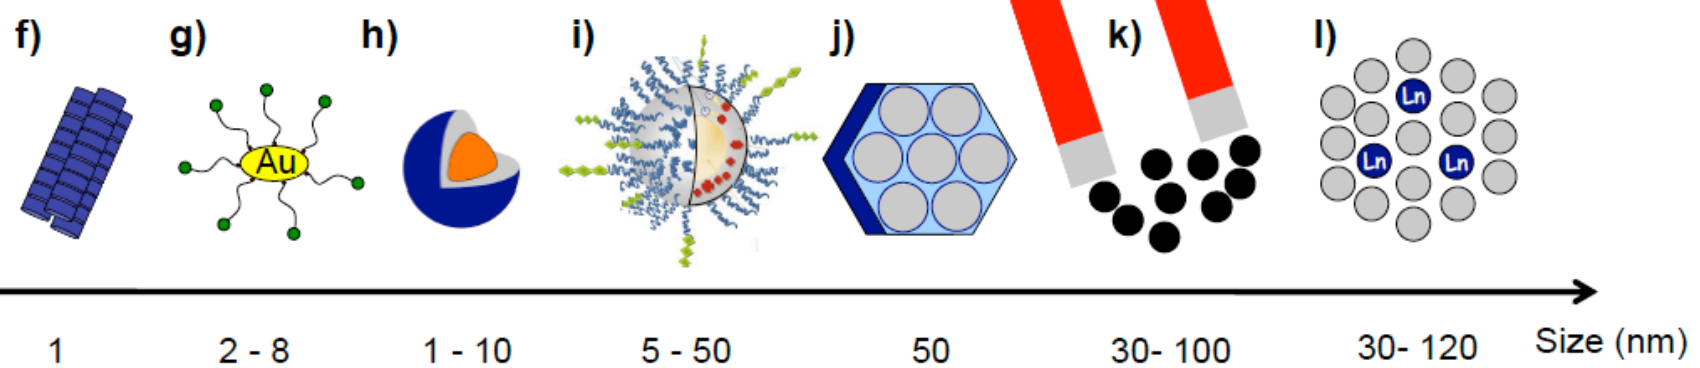 f) g) h) i) j) k) l)
Au
Ln
Ln Ln
1 2 - 8 1 - 10 5 - 50 50 30- 100 30- 120 Size (nm)